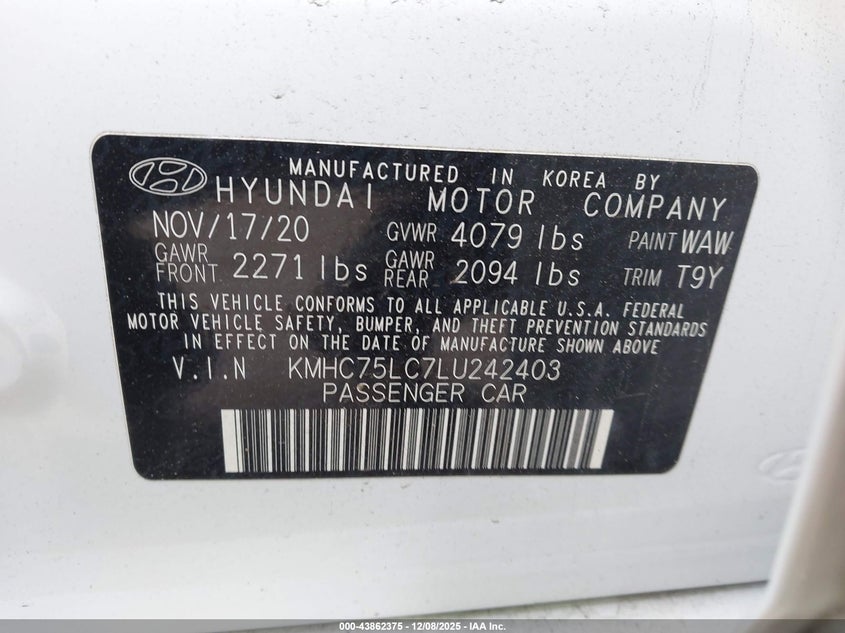 MANUFACTURED IN KOREA BY
HYUNDAI MOTOR COMPANY
NOV/17/20 GVWR 4079 lbs PAINT WAW
GAWR FRONT 2271 lbs GAWR REAR 2094 lbs TRIM T9Y
THIS VEHICLE CONFORMS TO ALL APPLICABLE U.S.A. FEDERAL
MOTOR VEHICLE SAFETY, BUMPER, AND THEFT PREVENTION STANDARDS
IN EFFECT ON THE DATE OF MANUFACTURE SHOWN ABOVE
V.I.N KMHC75LC7LU242403
PASSENGER CAR
000-43862375 - 12/08/2025 - IAA Inc.